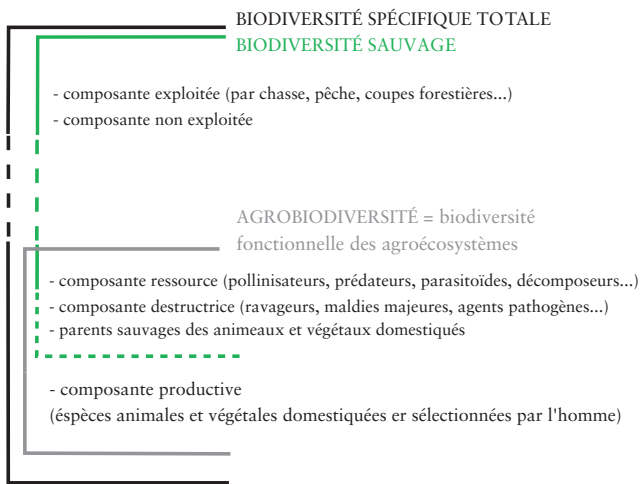 BIODIVERSITÉ SPÉCIFIQUE TOTALE
BIODIVERSITÉ SAUVAGE
- composante exploitée (par chasse, pêche, coupes forestières...)
- composante non exploitée
AGROBIODIVERSITÉ = biodiversité
fonctionnelle des agroécosystèmes
- composante ressource (pollinisateurs, prédateurs, parasitoïdes, décomposeurs...)
- composante destructrice (ravageurs, maldies majeures, agents pathogènes...)
- parents sauvages des animeaux et végétaux domestiqués
- composante productive
(éspèces animales et végétales domestiquées er sélectionnées par l'homme)